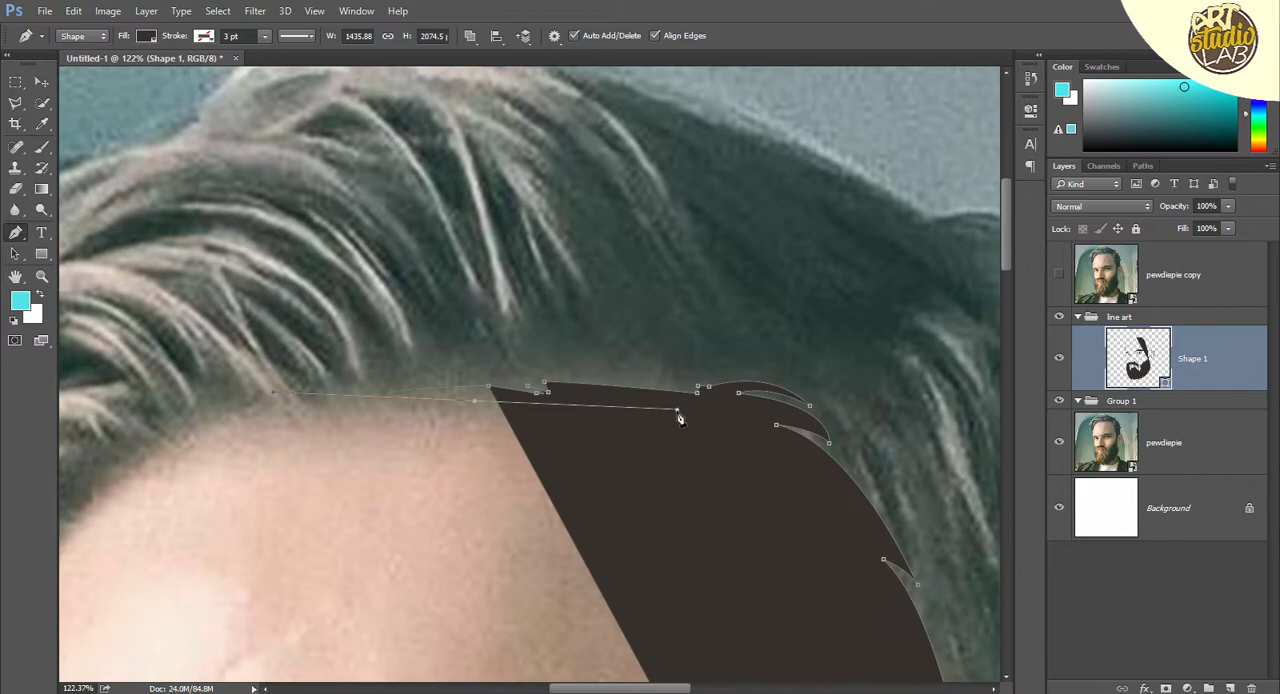 Ps File Edit Image Layer Type Select Filter 3D View Window Help
Shape Fill: Stroke: 3 pt W: 1435.88 H: 2074.5 Auto Add/Delete Align Edges
ART studio LAB
Untitled-1 @ 122% (Shape 1, RGB/8) *
Color Swatches
Layers Channels Paths
Kind
Normal Opacity: 100%
Lock: Fill: 100%
pewdiepie copy
line art
Shape 1
Group 1
pewdiepie
Background
122.37% Doc: 24.0M/84.8M